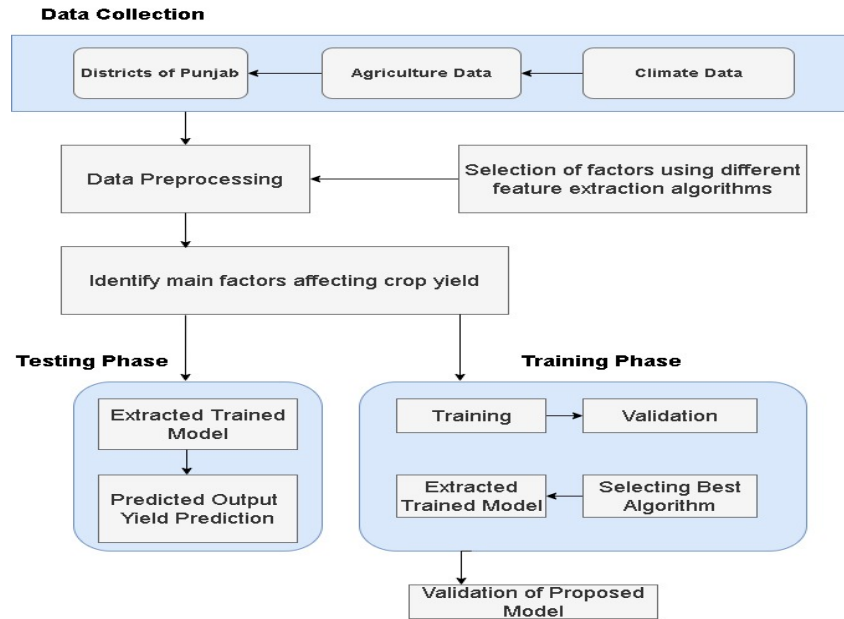 Data Collection
Districts of Punjab
Agriculture Data
Climate Data
Data Preprocessing
Selection of factors using different
feature extraction algorithms
Identify main factors affecting crop yield
Testing Phase
Training Phase
Extracted Trained
Model
Predicted Output
Yield Prediction
Training
Validation
Extracted
Trained Model
Selecting Best
Algorithm
Validation of Proposed
Model